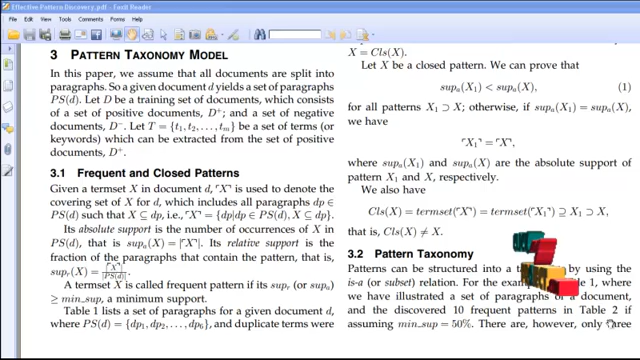 Effective Pattern Discovery.pdf - Foxit Reader
File Edit View Tools Comments Forms Help
3 PATTERN TAXONOMY MODEL
In this paper, we assume that all documents are split into
paragraphs. So a given document d yields a set of paragraphs
PS(d). Let D be a training set of documents, which consists
of a set of positive documents, D⁺; and a set of negative
documents, D⁻. Let T = {t₁, t₂, . . . , tₘ} be a set of terms (or
keywords) which can be extracted from the set of positive
documents, D⁺.
3.1 Frequent and Closed Patterns
Given a termset X in document d, ⌜X⌝ is used to denote the
covering set of X for d, which includes all paragraphs dp ∈
PS(d) such that X ⊆ dp, i.e., ⌜X⌝ = {dp|dp ∈ PS(d), X ⊆ dp}.
Its absolute support is the number of occurrences of X in
PS(d), that is supₐ(X) = |⌜X⌝|. Its relative support is the
fraction of the paragraphs that contain the pattern, that is,
supᵣ(X) = |⌜X⌝| / |PS(d)|.
A termset X is called frequent pattern if its supᵣ (or supₐ)
≥ min_sup, a minimum support.
Table 1 lists a set of paragraphs for a given document d,
where PS(d) = {dp₁, dp₂, . . . , dp₆}, and duplicate terms were
X = Cls(X).
Let X be a closed pattern. We can prove that
supₐ(X₁) < supₐ(X), (1)
for all patterns X₁ ⊃ X; otherwise, if supₐ(X₁) = supₐ(X),
we have
⌜X₁⌝ = ⌜X⌝,
where supₐ(X₁) and supₐ(X) are the absolute support of
pattern X₁ and X, respectively.
We also have
Cls(X) = termset(⌜X⌝) = termset(⌜X₁⌝) ⊇ X₁ ⊃ X,
that is, Cls(X) ≠ X.
3.2 Pattern Taxonomy
Patterns can be structured into a by using the
is-a (or subset) relation. For the 1, where
we have illustrated a set of paragraphs of a document,
and the discovered 10 frequent patterns in Table 2 if
assuming min_sup = 50%. There are, however, only three